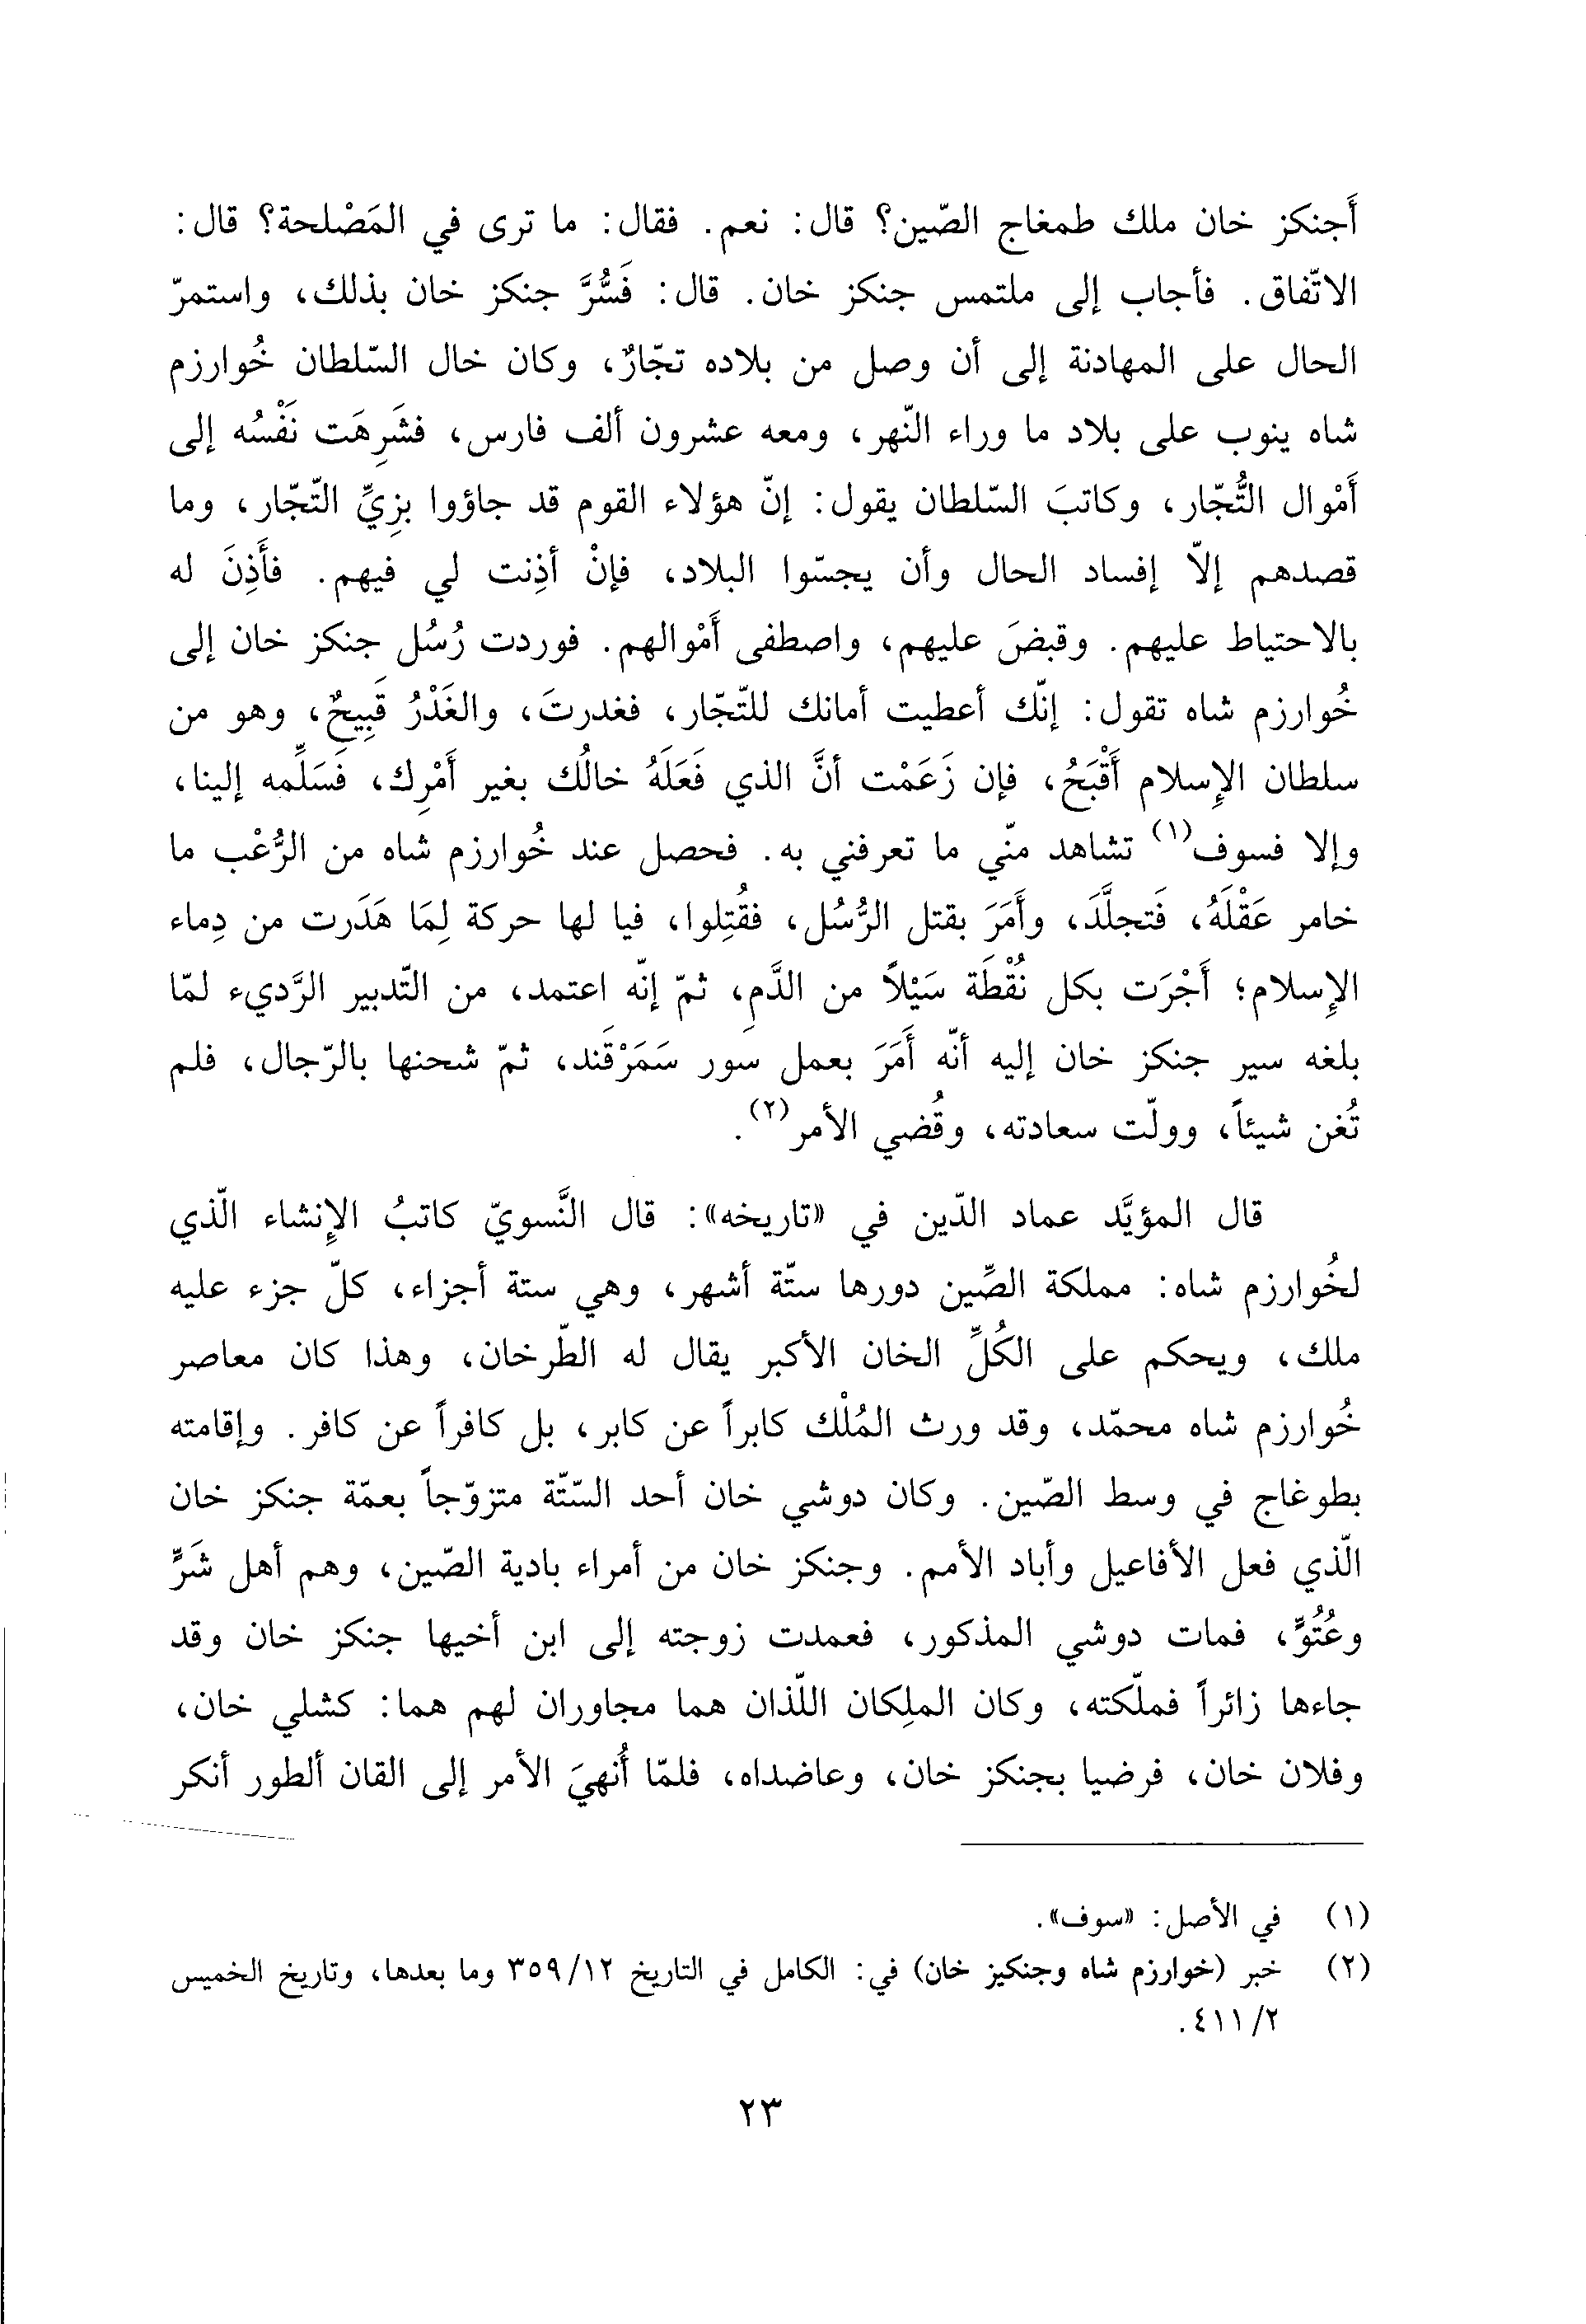 أَجنكز خان ملك طمغاج الصّين؟ قال: نعم. فقال: ما ترى في المَصْلحة؟ قال:
الاتّفاق. فأجاب إلى ملتمس جنكز خان. قال: فَسُّرَّ جنكز خان بذلك، واستمرّ
الحال على المهادنة إلى أن وصل من بلاده تجّارٌ، وكان خال السّلطان خُوارزم
شاه ينوب على بلاد ما وراء النّهر، ومعه عشرون ألف فارس، فشَرِهَت نَفْسُه إلى
أَمْوال التُّجّار، وكاتبَ السّلطان يقول: إنّ هؤلاء القوم قد جاؤوا بزِيِّ التّجّار، وما
قصدهم إلاّ إفساد الحال وأن يجسّوا البلاد، فإنْ أذِنت لي فيهم. فأَذِنَ له
بالاحتياط عليهم. وقبضَ عليهم، واصطفى أَمْوالهم. فوردت رُسُل جنكز خان إلى
خُوارزم شاه تقول: إنّك أعطيت أمانك للتّجّار، فغدرتَ، والغَدْرُ قَبِيحٌ، وهو من
سلطان الإِسلام أَقْبَحُ، فإن زَعَمْت أنَّ الذي فَعَلَهُ خالُك بغير أَمْرِك، فَسَلِّمه إلينا،
وإلا فسوف(١) تشاهد منّي ما تعرفني به. فحصل عند خُوارزم شاه من الرُّعْب ما
خامر عَقْلَهُ، فَتجلَّدَ، وأَمَرَ بقتل الرُّسُل، فقُتِلوا، فيا لها حركة لِمَا هَدَرت من دِماء
الإِسلام؛ أَجْرَت بكل نُقْطَة سَيْلاً من الدَّمِ، ثمّ إنّه اعتمد، من التّدبير الرَّديء لمّا
بلغه سير جنكز خان إليه أنّه أَمَرَ بعمل سَور سَمَرْقَند، ثمّ شحنها بالرّجال، فلم
تُغن شيئاً، وولّت سعادته، وقُضي الأمر(٢).
قال المؤيَّد عماد الدّين في «تاريخه»: قال النَّسويّ كاتبُ الإِنشاء الّذي
لخُوارزم شاه: مملكة الصِّين دورها ستّة أشهر، وهي ستة أجزاء، كلّ جزء عليه
ملك، ويحكم على الكُلِّ الخان الأكبر يقال له الطّرخان، وهذا كان معاصر
خُوارزم شاه محمّد، وقد ورث المُلْك كابراً عن كابر، بل كافراً عن كافر. وإقامته
بطوغاج في وسط الصّين. وكان دوشي خان أحد السّتّة متزوّجاً بعمّة جنكز خان
الّذي فعل الأفاعيل وأباد الأمم. وجنكز خان من أمراء بادية الصّين، وهم أهل شَرٍّ
وعُتُوٍّ، فمات دوشي المذكور، فعمدت زوجته إلى ابن أخيها جنكز خان وقد
جاءها زائراً فملّكته، وكان الملِكان اللّذان هما مجاوران لهم هما: كشلي خان،
وفلان خان، فرضيا بجنكز خان، وعاضداه، فلمّا أُنهيَ الأمر إلى القان ألطور أنكر
(١) في الأصل: «سوف».
(٢) خبر (خوارزم شاه وجنكيز خان) في: الكامل في التاريخ ٣٥٩/١٢ وما بعدها، وتاريخ الخميس
٤١١/٢.
٢٣